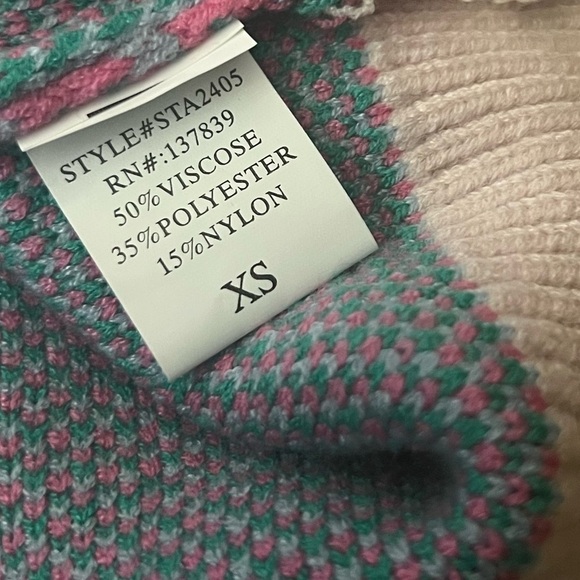 STYLE#STA2405
RN#:137839
50%VISCOSE
35%POLYESTER
15%NYLON
XS